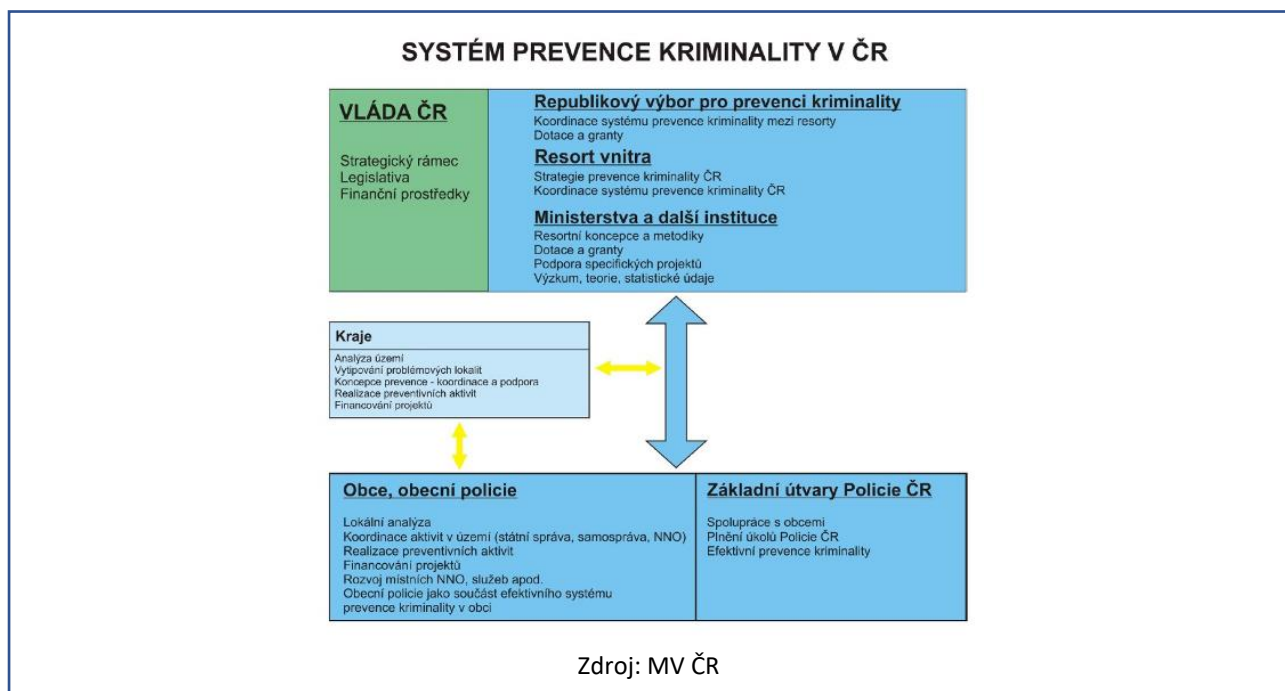 SYSTÉM PREVENCE KRIMINALITY V ČR
VLÁDA ČR
Strategický rámec
Legislativa
Finanční prostředky
Republikový výbor pro prevenci kriminality
Koordinace systému prevence kriminality mezi resorty
Dotace a granty
Resort vnitra
Strategie prevence kriminality ČR
Koordinace systému prevence kriminality ČR
Ministerstva a další instituce
Resortní koncepce a metodiky
Dotace a granty
Podpora specifických projektů
Výzkum, teorie, statistické údaje
Kraje
Analýza území
Vytipování problémových lokalit
Koncepce prevence - koordinace a podpora
Realizace preventivních aktivit
Financování projektů
Obce, obecní policie
Lokální analýza
Koordinace aktivit v území (státní správa, samospráva, NNO)
Realizace preventivních aktivit
Financování projektů
Rozvoj místních NNO, služeb apod.
Obecní policie jako součást efektivního systému
prevence kriminality v obci
Základní útvary Policie ČR
Spolupráce s obcemi
Plnění úkolů Policie ČR
Efektivní prevence kriminality
Zdroj: MV ČR